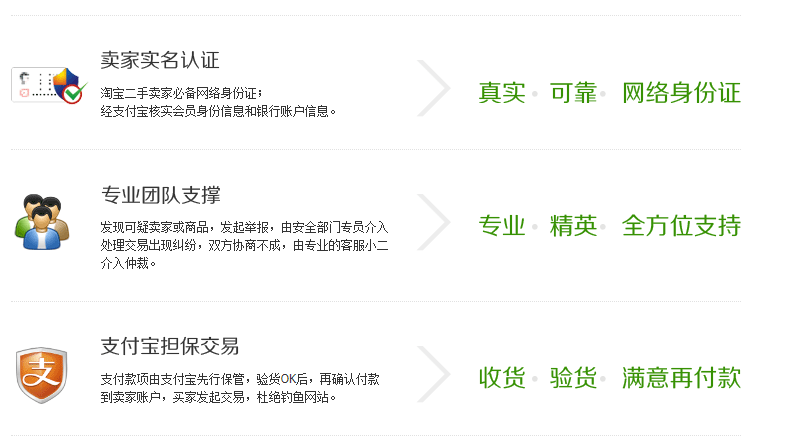 卖家实名认证
淘宝二手卖家必备网络身份证；
经支付宝核实会员身份信息和银行账户信息。
真实 • 可靠 • 网络身份证
专业团队支撑
发现可疑卖家或商品，发起举报，由安全部门专员介入
处理交易出现纠纷，双方协商不成，由专业的客服小二
介入仲裁。
专业 • 精英 • 全方位支持
支
支付宝担保交易
支付款项由支付宝先行保管，验货OK后，再确认付款
到卖家账户，买家发起交易，杜绝钓鱼网站。
收货 • 验货 • 满意再付款